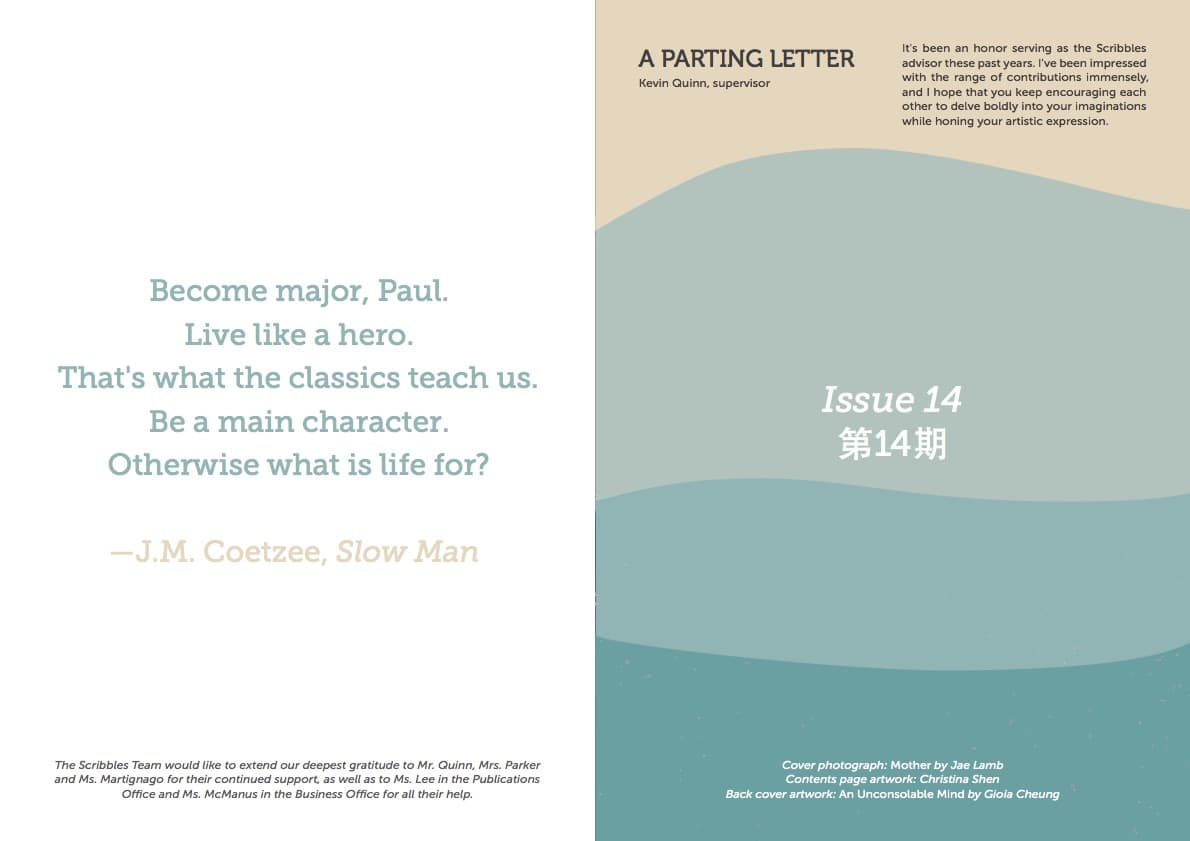 Become major, Paul.
Live like a hero.
That's what the classics teach us.
Be a main character.
Otherwise what is life for?
—J.M. Coetzee, Slow Man
The Scribbles Team would like to extend our deepest gratitude to Mr. Quinn, Mrs. Parker
and Ms. Martignago for their continued support, as well as to Ms. Lee in the Publications
Office and Ms. McManus in the Business Office for all their help.
A PARTING LETTER
Kevin Quinn, supervisor
It's been an honor serving as the Scribbles
advisor these past years. I've been impressed
with the range of contributions immensely,
and I hope that you keep encouraging each
other to delve boldly into your imaginations
while honing your artistic expression.
Issue 14
第14期
Cover photograph: Mother by Jae Lamb
Contents page artwork: Christina Shen
Back cover artwork: An Unconsolable Mind by Gioia Cheung